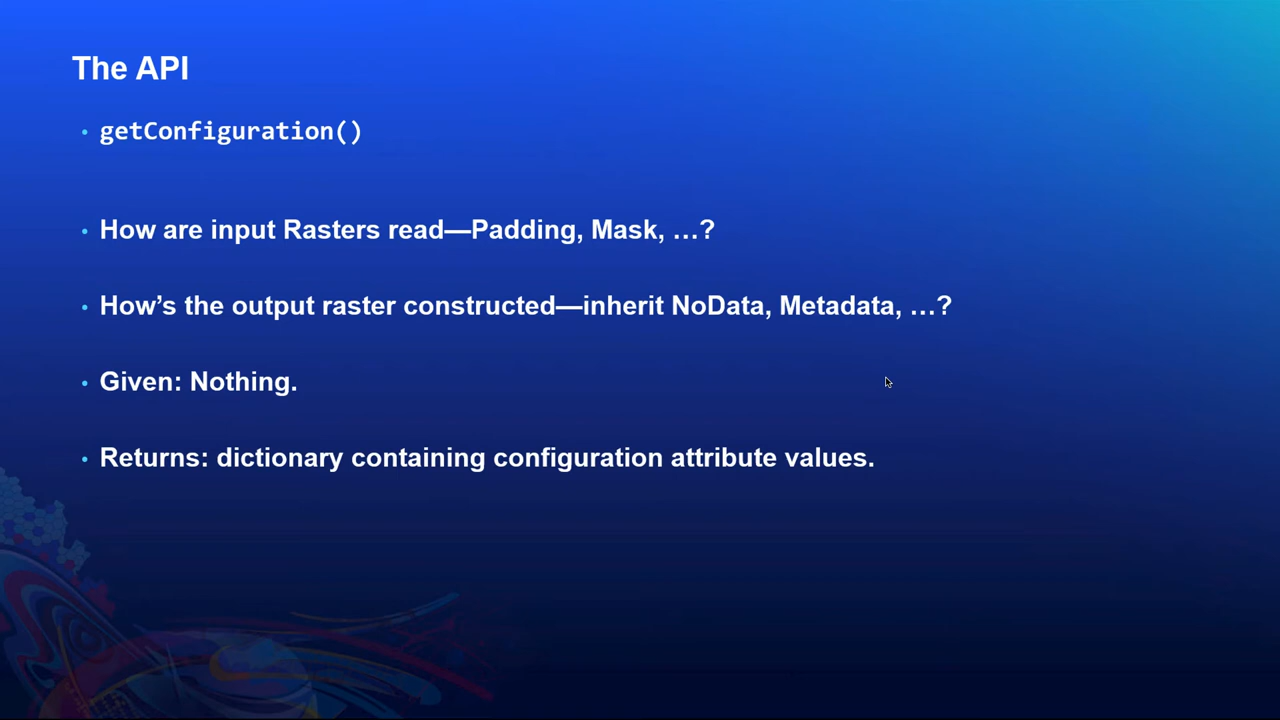 The API
• getConfiguration()
• How are input Rasters read—Padding, Mask, …?
• How’s the output raster constructed—inherit NoData, Metadata, …?
• Given: Nothing.
• Returns: dictionary containing configuration attribute values.